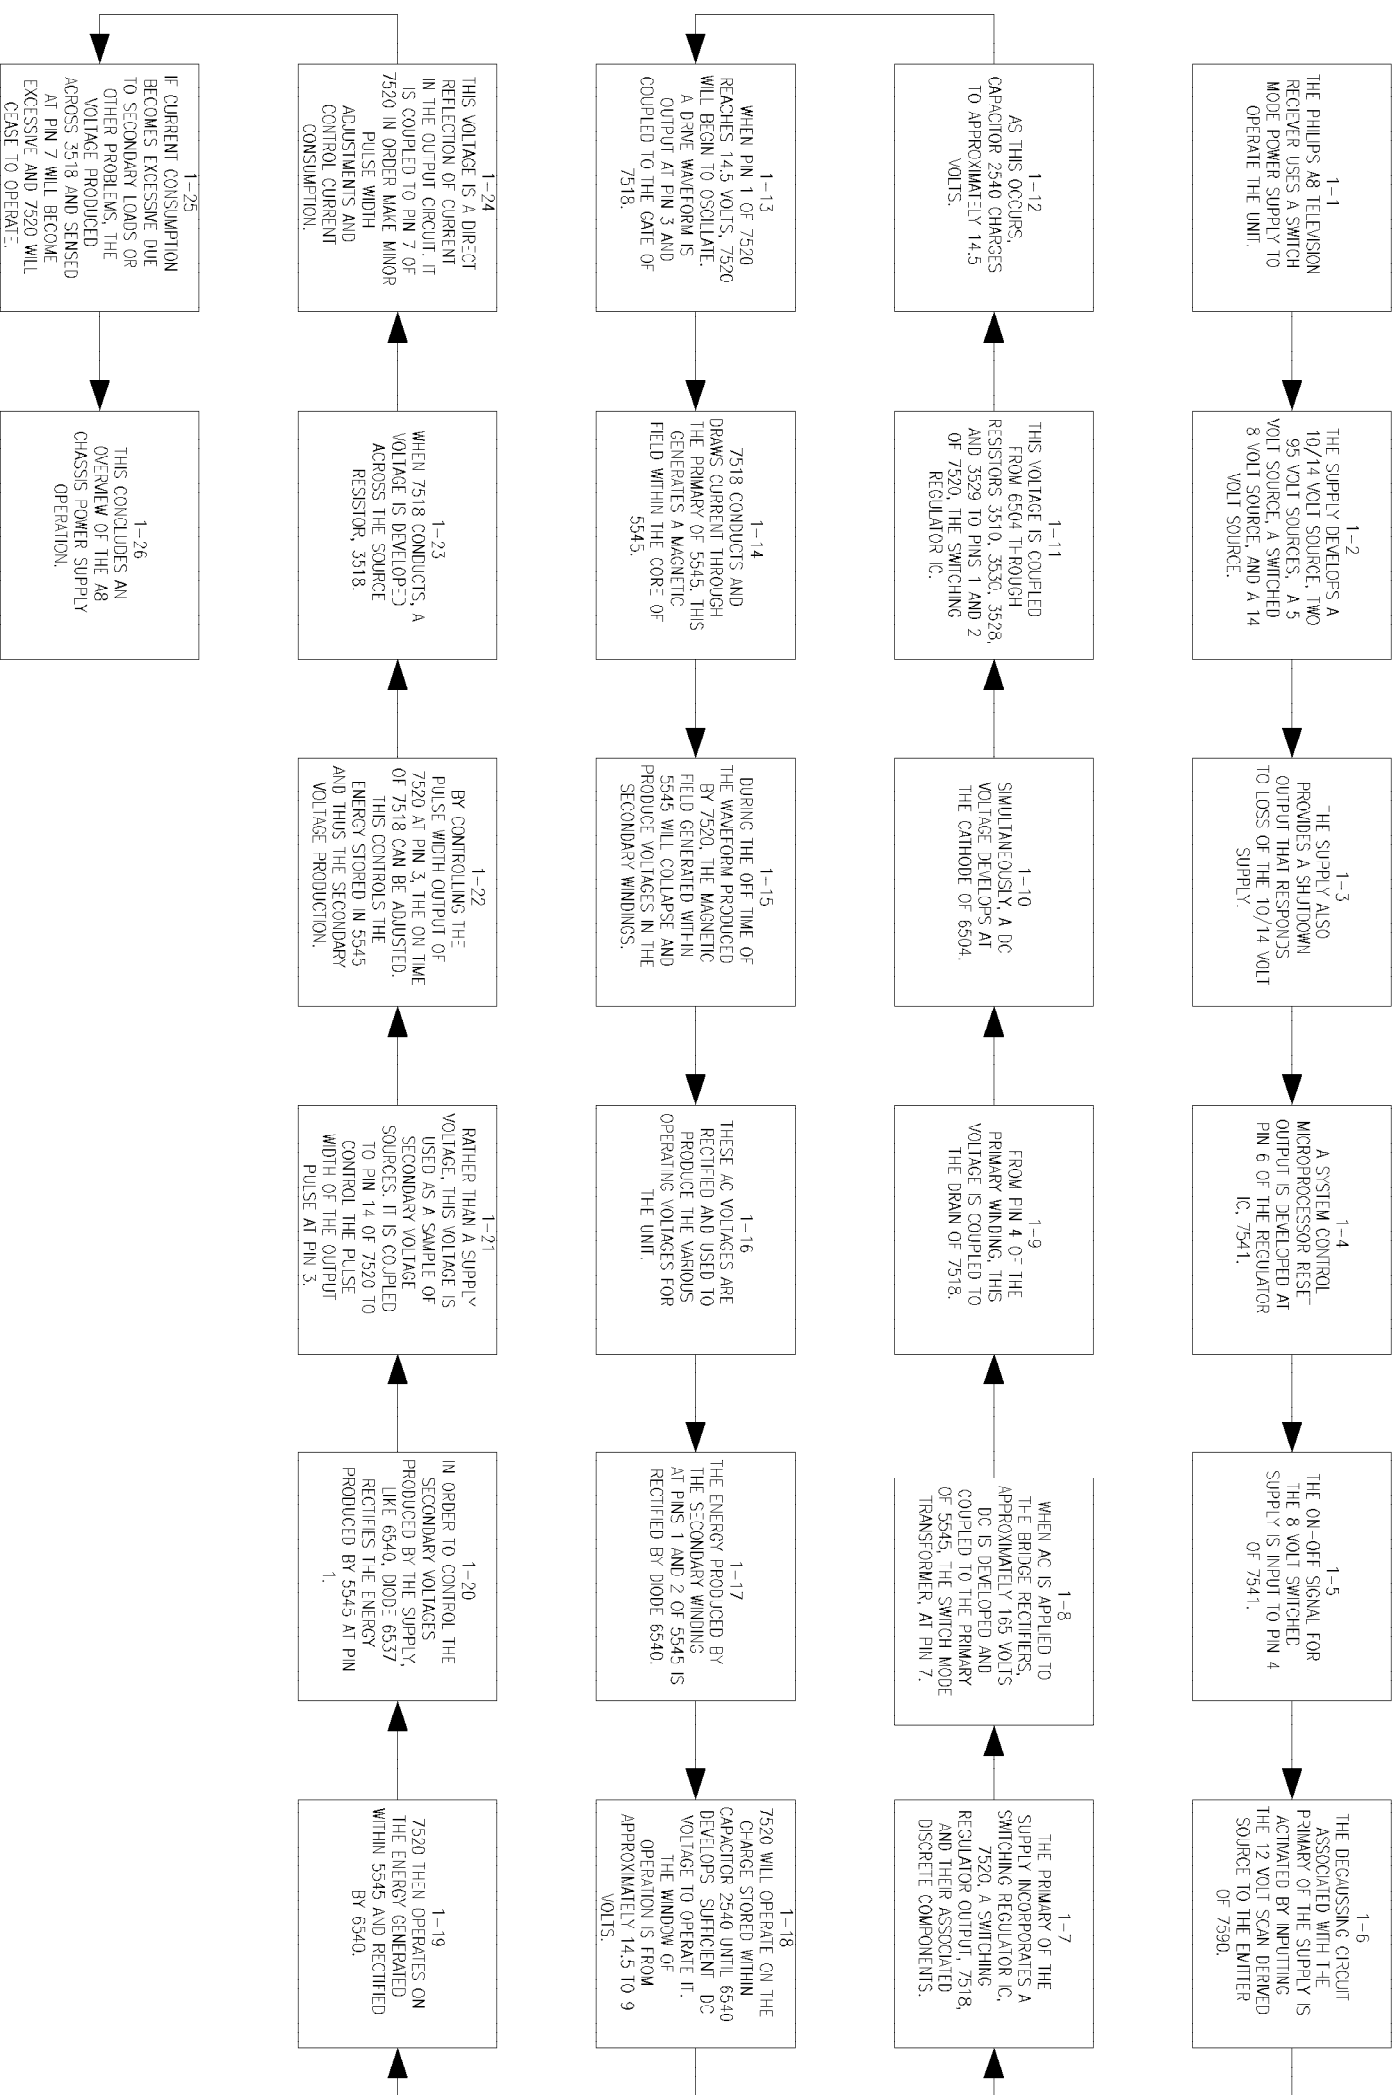 1-1
THE PHILIPS A8 TELEVISION
RECIEVER USES A SWITCH
MODE POWER SUPPLY TO
OPERATE THE UNIT.
1-2
THE SUPPLY DEVELOPS A
10/14 VOLT SOURCE, TWO
95 VOLT SOURCES, A 5
VOLT SOURCE, A SWITCHED
8 VOLT SOURCE, AND A 14
VOLT SOURCE.
1-3
THE SUPPLY ALSO
PROVIDES A SHUTDOWN
OUTPUT THAT RESPONDS
TO LOSS OF THE 10/14 VOLT
SUPPLY.
1-4
A SYSTEM CONTROL
MICROPROCESSOR RESET
OUTPUT IS DEVELOPED AT
PIN 6 OF THE REGULATOR
IC, 7541.
1-5
THE ON-OFF SIGNAL FOR
THE 8 VOLT SWITCHED
SUPPLY IS INPUT TO PIN 4
OF 7541.
1-6
THE DEGAUSSING CIRCUIT
ASSOCIATED WITH THE
PRIMARY OF THE SUPPLY IS
ACTIVATED BY INPUTTING
THE 12 VOLT SCAN DERIVED
SOURCE TO THE EMITTER
OF 7590.
1-7
THE PRIMARY OF THE
SUPPLY INCORPORATES A
SWITCHING REGULATOR IC,
7520, A SWITCHING
REGULATOR OUTPUT, 7518,
AND THEIR ASSOCIATED
DISCRETE COMPONENTS.
1-8
WHEN AC IS APPLIED TO
THE BRIDGE RECTIFIERS,
APPROXIMATELY 165 VOLTS
DC IS DEVELOPED AND
COUPLED TO THE PRIMARY
OF 5545, THE SWITCH MODE
TRANSFORMER, AT PIN 7.
1-9
FROM PIN 4 OF THE
PRIMARY WINDING, THIS
VOLTAGE IS COUPLED TO
THE DRAIN OF 7518.
1-10
SIMULTANEOUSLY, A DC
VOLTAGE DEVELOPS AT
THE CATHODE OF 6504.
1-11
THIS VOLTAGE IS COUPLED
FROM 6504 THROUGH
RESISTORS 3510, 3530, 3528,
AND 3529 TO PINS 1 AND 2
OF 7520, THE SWITCHING
REGULATOR IC.
1-12
AS THIS OCCURS,
CAPACITOR 2540 CHARGES
TO APPROXIMATELY 14.5
VOLTS.
1-13
WHEN PIN 1 OF 7520
REACHES 14.5 VOLTS, 7520
WILL BEGIN TO OSCILLATE.
A DRIVE WAVEFORM IS
OUTPUT AT PIN 3 AND
COUPLED TO THE GATE OF
7518.
1-14
7518 CONDUCTS AND
DRAWS CURRENT THROUGH
THE PRIMARY OF 5545. THIS
GENERATES A MAGNETIC
FIELD WITHIN THE CORE OF
5545.
1-15
DURING THE OFF TIME OF
THE WAVEFORM PRODUCED
BY 7520, THE MAGNETIC
FIELD GENERATED WITHIN
5545 WILL COLLAPSE AND
PRODUCE VOLTAGES IN THE
SECONDARY WINDINGS.
1-16
THESE AC VOLTAGES ARE
RECTIFIED AND USED TO
PRODUCE THE VARIOUS
OPERATING VOLTAGES FOR
THE UNIT.
1-17
THE ENERGY PRODUCED BY
THE SECONDARY WINDING
AT PINS 1 AND 2 OF 5545 IS
RECTIFIED BY DIODE 6540.
1-18
7520 WILL OPERATE ON THE
CHARGE STORED WITHIN
CAPACITOR 2540 UNTIL 6540
DEVELOPS SUFFICIENT DC
VOLTAGE TO OPERATE IT.
THE WINDOW OF
OPERATION IS FROM
APPROXIMATELY 14.5 TO 9
VOLTS.
1-19
7520 THEN OPERATES ON
THE ENERGY GENERATED
WITHIN 5545 AND RECTIFIED
BY 6540.
1-20
IN ORDER TO CONTROL THE
SECONDARY VOLTAGES
PRODUCED BY THE SUPPLY,
LIKE 6540, DIODE 6537
RECTIFIES THE ENERGY
PRODUCED BY 5545 AT PIN
1.
1-21
RATHER THAN A SUPPLY
VOLTAGE, THIS VOLTAGE IS
USED AS A SAMPLE OF
SECONDARY VOLTAGE
SOURCES. IT IS COUPLED
TO PIN 14 OF 7520 TO
CONTROL THE PULSE
WIDTH OF THE OUTPUT
PULSE AT PIN 3.
1-22
BY CONTROLLING THE
PULSE WIDTH OUTPUT OF
7520 AT PIN 3, THE ON TIME
OF 7518 CAN BE ADJUSTED.
THIS CONTROLS THE
ENERGY STORED IN 5545
AND THUS THE SECONDARY
VOLTAGE PRODUCTION.
1-23
WHEN 7518 CONDUCTS, A
VOLTAGE IS DEVELOPED
ACROSS THE SOURCE
RESISTOR, 3518.
1-24
THIS VOLTAGE IS A DIRECT
REFLECTION OF CURRENT
IN THE OUTPUT CIRCUIT. IT
IS COUPLED TO PIN 7 OF
7520 IN ORDER MAKE MINOR
PULSE WIDTH
ADJUSTMENTS AND
CONTROL CURRENT
CONSUMPTION.
1-25
IF CURRENT CONSUMPTION
BECOMES EXCESSIVE DUE
TO SECONDARY LOADS OR
OTHER PROBLEMS, THE
VOLTAGE PRODUCED
ACROSS 3518 AND SENSED
AT PIN 7 WILL BECOME
EXCESSIVE AND 7520 WILL
CEASE TO OPERATE.
1-26
THIS CONCLUDES AN
OVERVIEW OF THE A8
CHASSIS POWER SUPPLY
OPERATION.